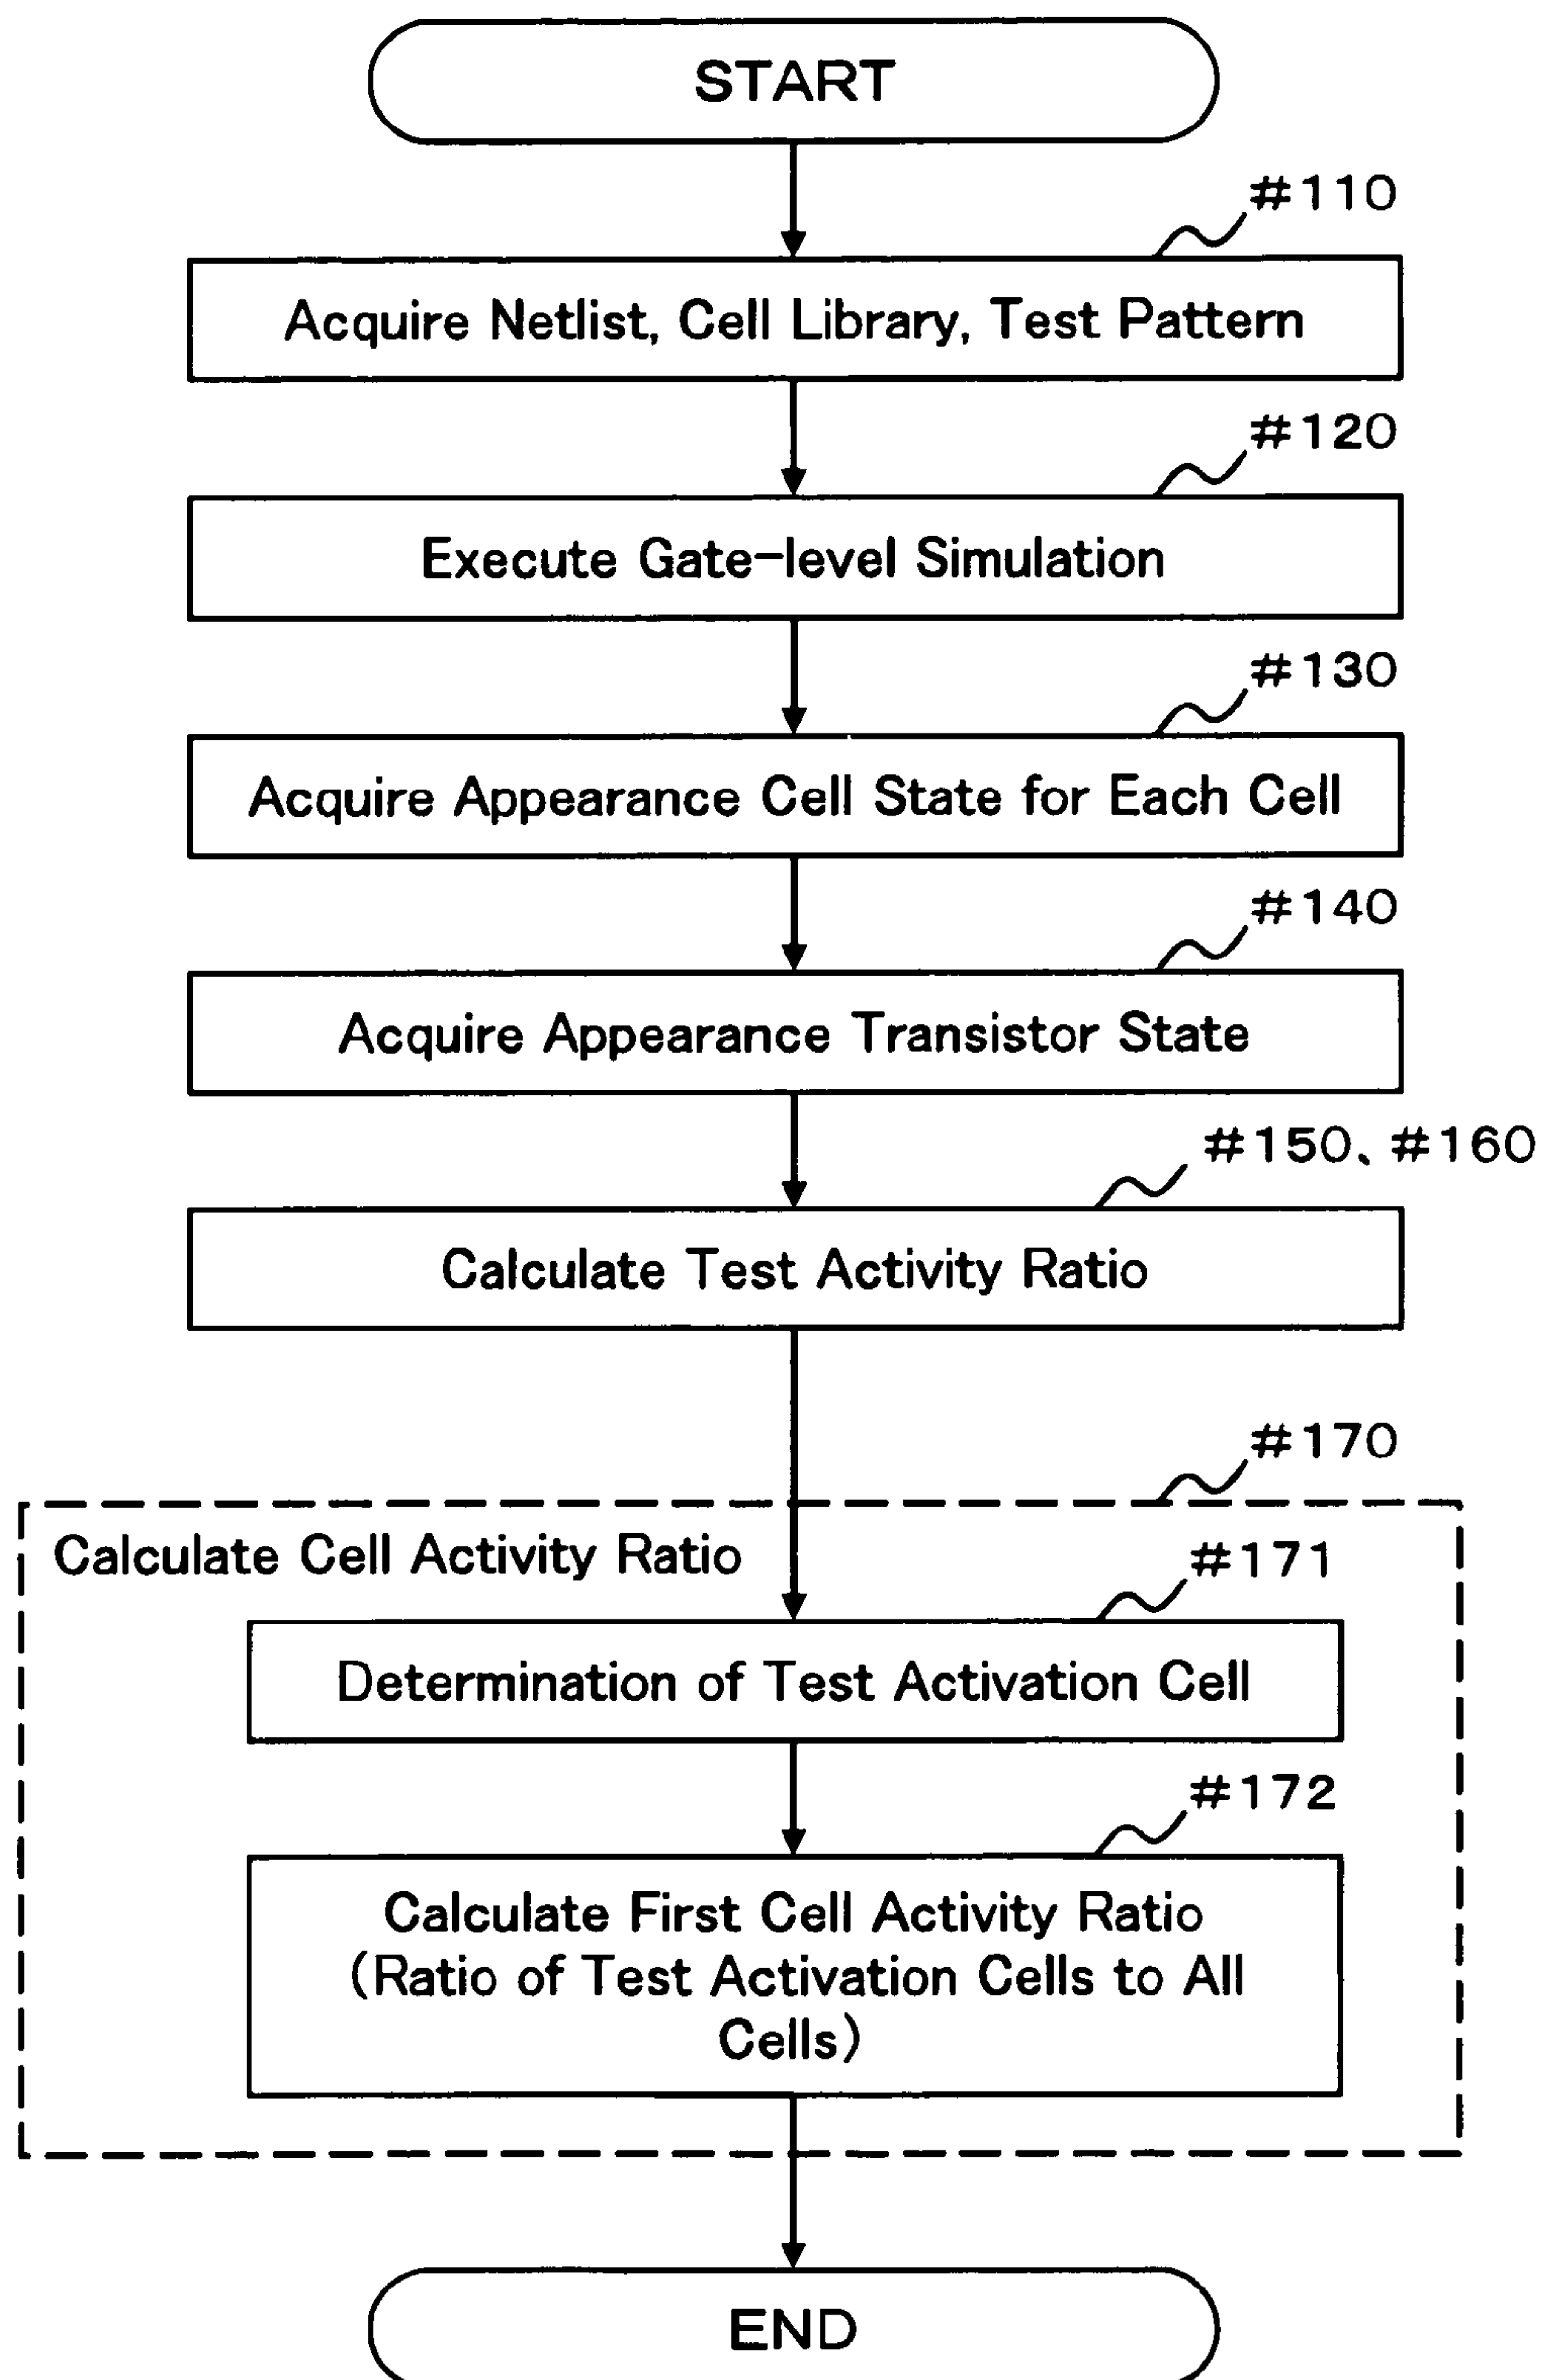 START
#110
Acquire Netlist, Cell Library, Test Pattern
#120
Execute Gate-level Simulation
#130
Acquire Appearance Cell State for Each Cell
#140
Acquire Appearance Transistor State
#150、#160
Calculate Test Activity Ratio
#170
Calculate Cell Activity Ratio
#171
Determination of Test Activation Cell
#172
Calculate First Cell Activity Ratio
(Ratio of Test Activation Cells to All
Cells)
END